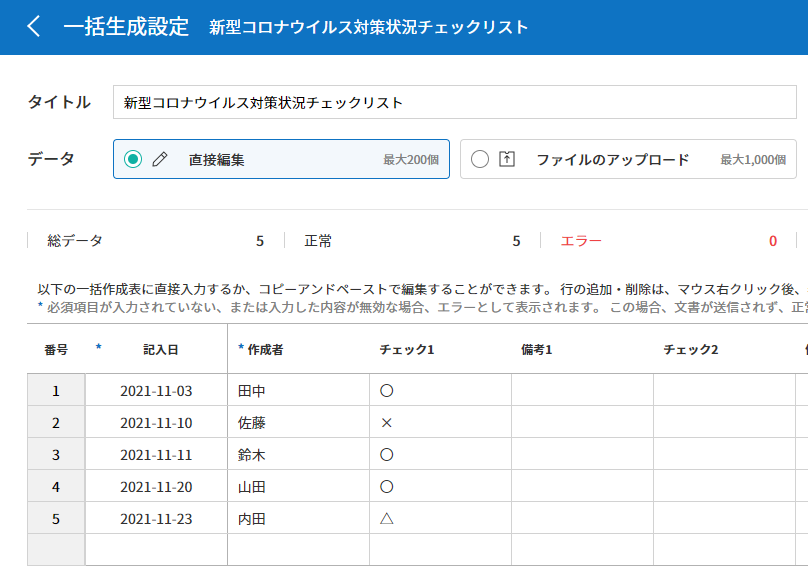 一括生成設定 新型コロナウイルス対策状況チェックリスト
タイトル 新型コロナウイルス対策状況チェックリスト
データ 直接編集 最大200個 ファイルのアップロード 最大1,000個
総データ 5 正常 5 エラー 0
以下の一括作成表に直接入力するか、コピーアンドペーストで編集することができます。 行の追加・削除は、マウス右クリック後、
* 必須項目が入力されていない、または入力した内容が無効な場合、エラーとして表示されます。 この場合、文書が送信されず、正
番号 * 記入日 * 作成者 チェック1 備考1 チェック2
1 2021-11-03 田中 〇
2 2021-11-10 佐藤 ×
3 2021-11-11 鈴木 〇
4 2021-11-20 山田 〇
5 2021-11-23 内田 △